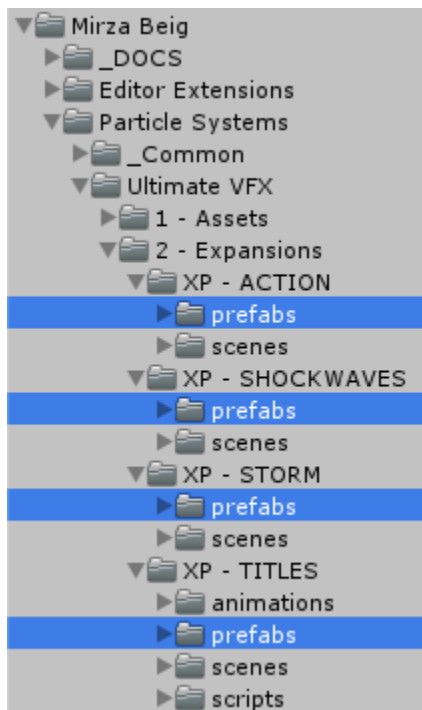 Mirza Beig
_DOCS
Editor Extensions
Particle Systems
_Common
Ultimate VFX
1 - Assets
2 - Expansions
XP - ACTION
prefabs
scenes
XP - SHOCKWAVES
prefabs
scenes
XP - STORM
prefabs
scenes
XP - TITLES
animations
prefabs
scenes
scripts